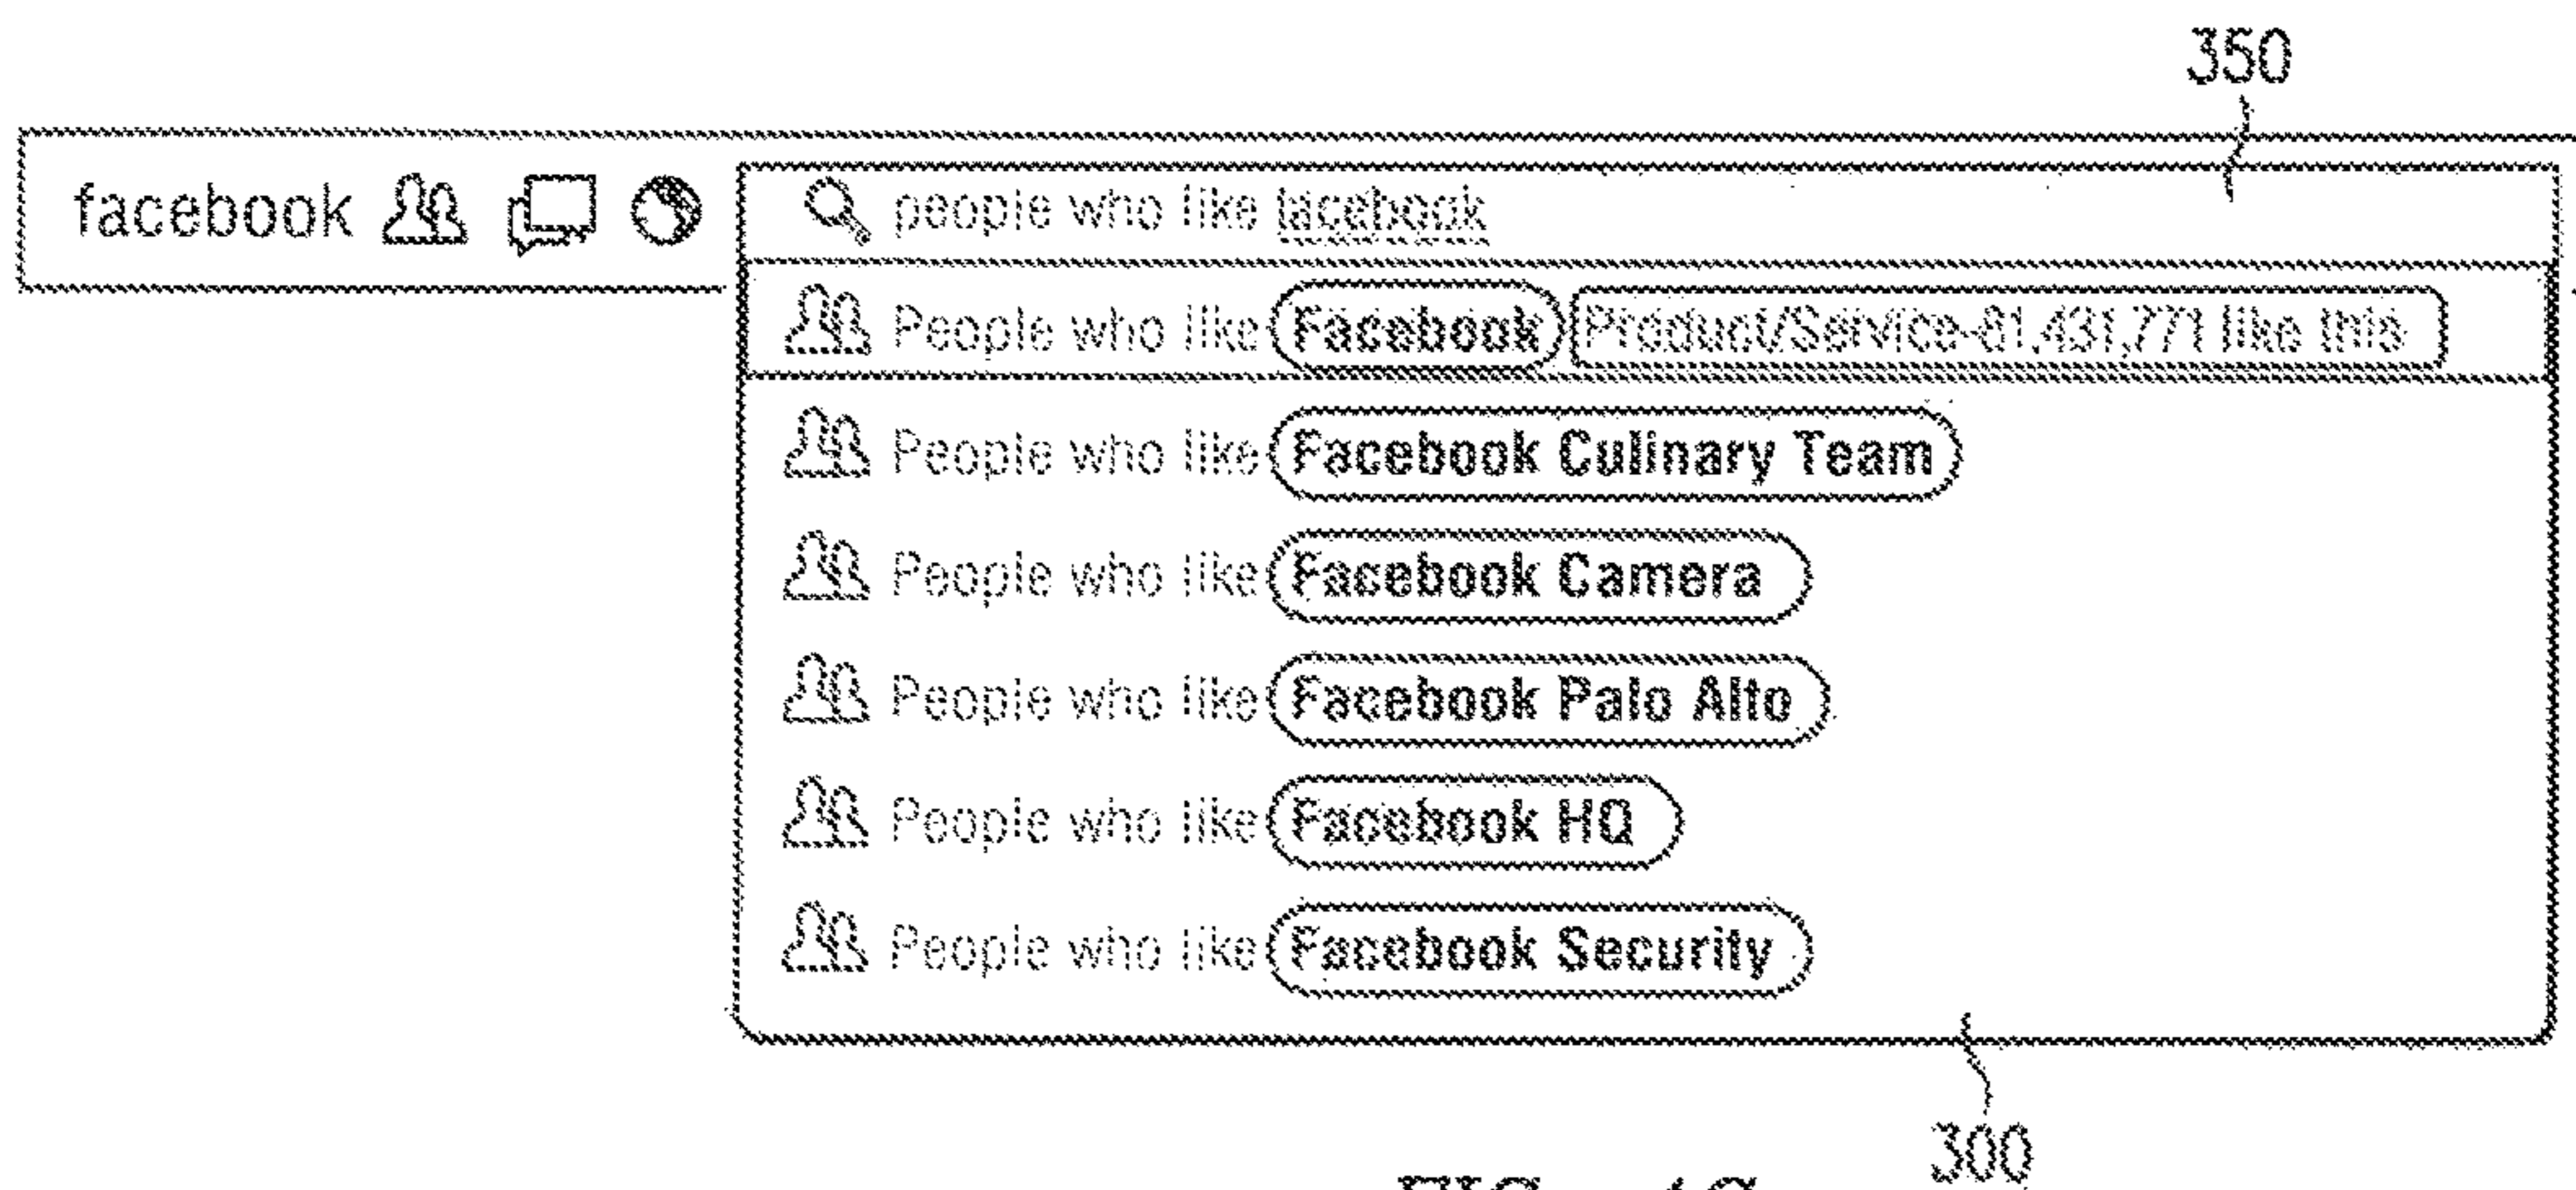 350
facebook people who like facebook
People who like Facebook Product/Service-61,431,771 like this
People who like Facebook Culinary Team
People who like Facebook Camera
People who like Facebook Palo Alto
People who like Facebook HQ
People who like Facebook Security
300